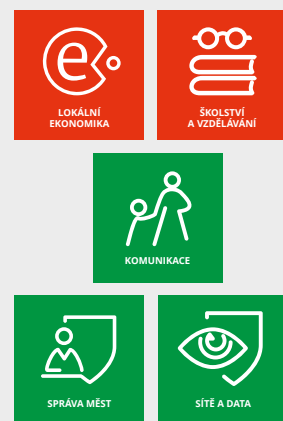 LOKÁLNÍ
EKONOMIKA
ŠKOLSTVÍ
A VZDĚLÁVÁNÍ
KOMUNIKACE
SPRÁVA MĚST
SÍTĚ A DATA